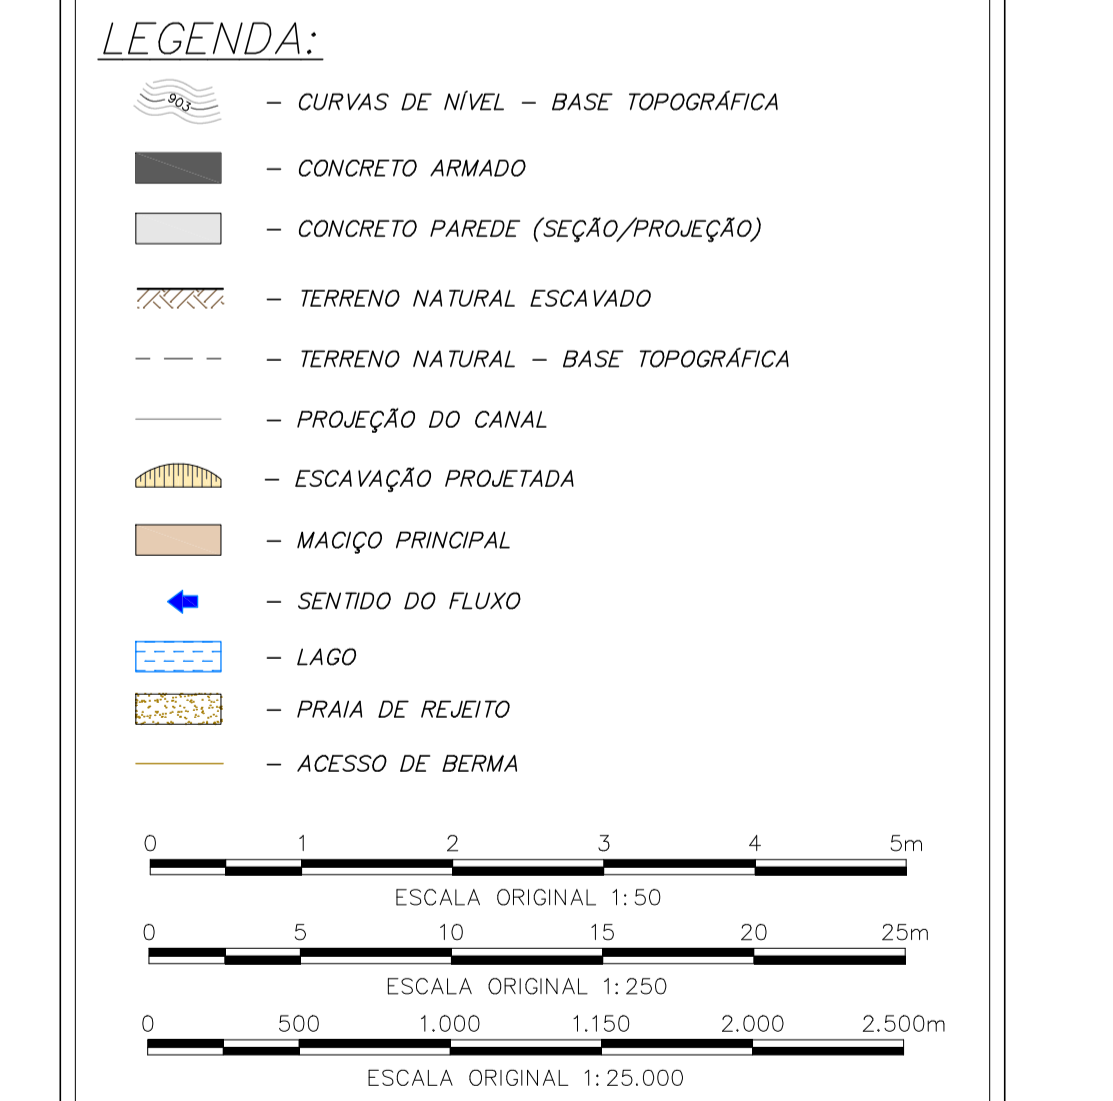 LEGENDA:
903
- CURVAS DE NÍVEL - BASE TOPOGRÁFICA
- CONCRETO ARMADO
- CONCRETO PAREDE (SEÇÃO/PROJEÇÃO)
- TERRENO NATURAL ESCAVADO
- TERRENO NATURAL - BASE TOPOGRÁFICA
- PROJEÇÃO DO CANAL
- ESCAVAÇÃO PROJETADA
- MACIÇO PRINCIPAL
- SENTIDO DO FLUXO
- LAGO
- PRAIA DE REJEITO
- ACESSO DE BERMA
0 1 2 3 4 5m
ESCALA ORIGINAL 1:50
0 5 10 15 20 25m
ESCALA ORIGINAL 1:250
0 500 1.000 1.150 2.000 2.500m
ESCALA ORIGINAL 1:25.000